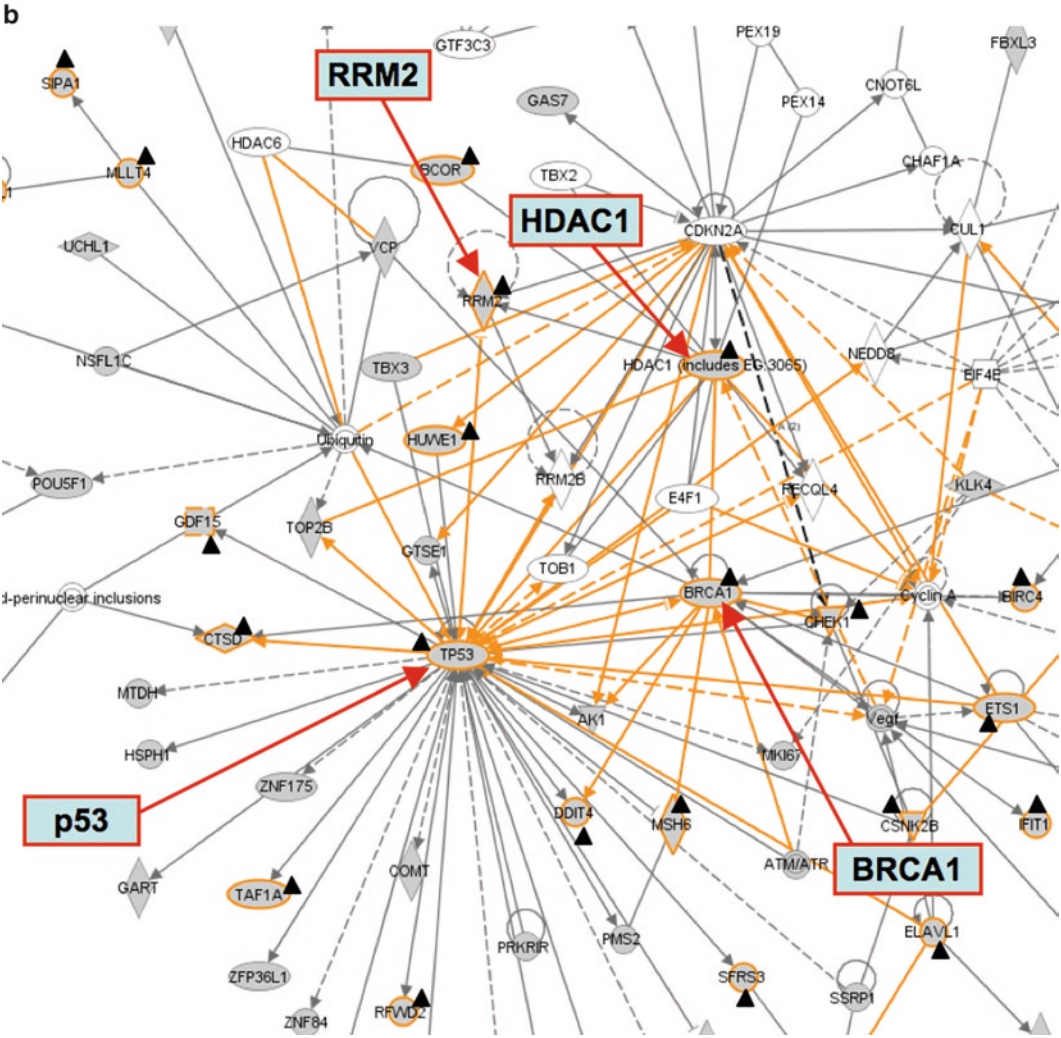 b
GTF3C3
PEX19
FBXL3
RRM2
SIPA1
GAS7
CNOT6L
PEX14
HDAC6
MLLT4
BCOR
CHAF1A
TBX2
HDAC1
CDKN2A
CUL1
UCHL1
VCP
RRM2
NSFL1C
TBX3
HDAC1 (includes EG:3065)
NEDD8
EIF4E
Ubiquitin
HUWE1
POU5F1
RRM2B
E4F1
RECQL4
KLK4
GDF15
TOP2B
GTSE1
TOB1
d-perinuclear inclusions
BRCA1
Cyclin A
BIRC4
CTSD
CHEK1
TP53
MTDH
AK1
Vegf
ETS1
HSPH1
MKI67
ZNF175
p53
DDIT4
MSH6
CSNK2B
IFIT1
GART
TAF1A
COMT
ATM/ATR
BRCA1
PRKRIR
PMS2
ELAVL1
ZFP36L1
SFRS3
SSRP1
ZNF84
RFWD2